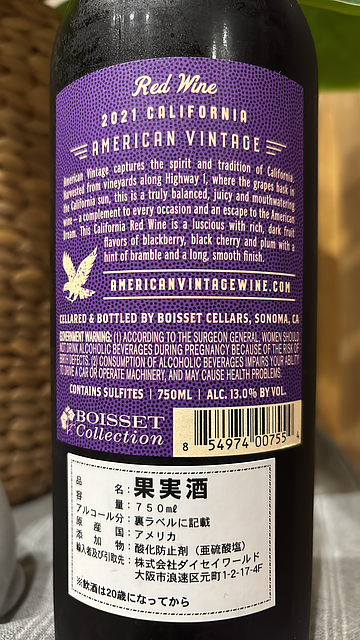 Red Wine
2021 CALIFORNIA
AMERICAN VINTAGE
American Vintage captures the spirit and tradition of California.
Harvested from vineyards along Highway 1, where the grapes bask in
the California sun, this is a truly balanced, juicy and mouthwatering
wine – a complement to every occasion and an escape to the American
Dream. This California Red Wine is a luscious with rich, dark fruit
flavors of blackberry, black cherry and plum with a
hint of bramble and a long, smooth finish.
AMERICANVINTAGEWINE.COM
CELLARED & BOTTLED BY BOISSET CELLARS, SONOMA, CA
GOVERNMENT WARNING: (1) ACCORDING TO THE SURGEON GENERAL, WOMEN SHOULD
NOT DRINK ALCOHOLIC BEVERAGES DURING PREGNANCY BECAUSE OF THE RISK OF
BIRTH DEFECTS. (2) CONSUMPTION OF ALCOHOLIC BEVERAGES IMPAIRS YOUR ABILITY
TO DRIVE A CAR OR OPERATE MACHINERY, AND MAY CAUSE HEALTH PROBLEMS.
CONTAINS SULFITES | 750ML | ALC. 13.0% BY VOL.
BOISSET
Collection
8 54974 00755 4
品名：果実酒
容量：750㎖
アルコール分：裏ラベルに記載
原産国：アメリカ
添加物：酸化防止剤（亜硫酸塩）
輸入者及び引取先：株式会社ダイセイワールド
大阪市浪速区元町1-2-17-4F
※飲酒は20歳になってから